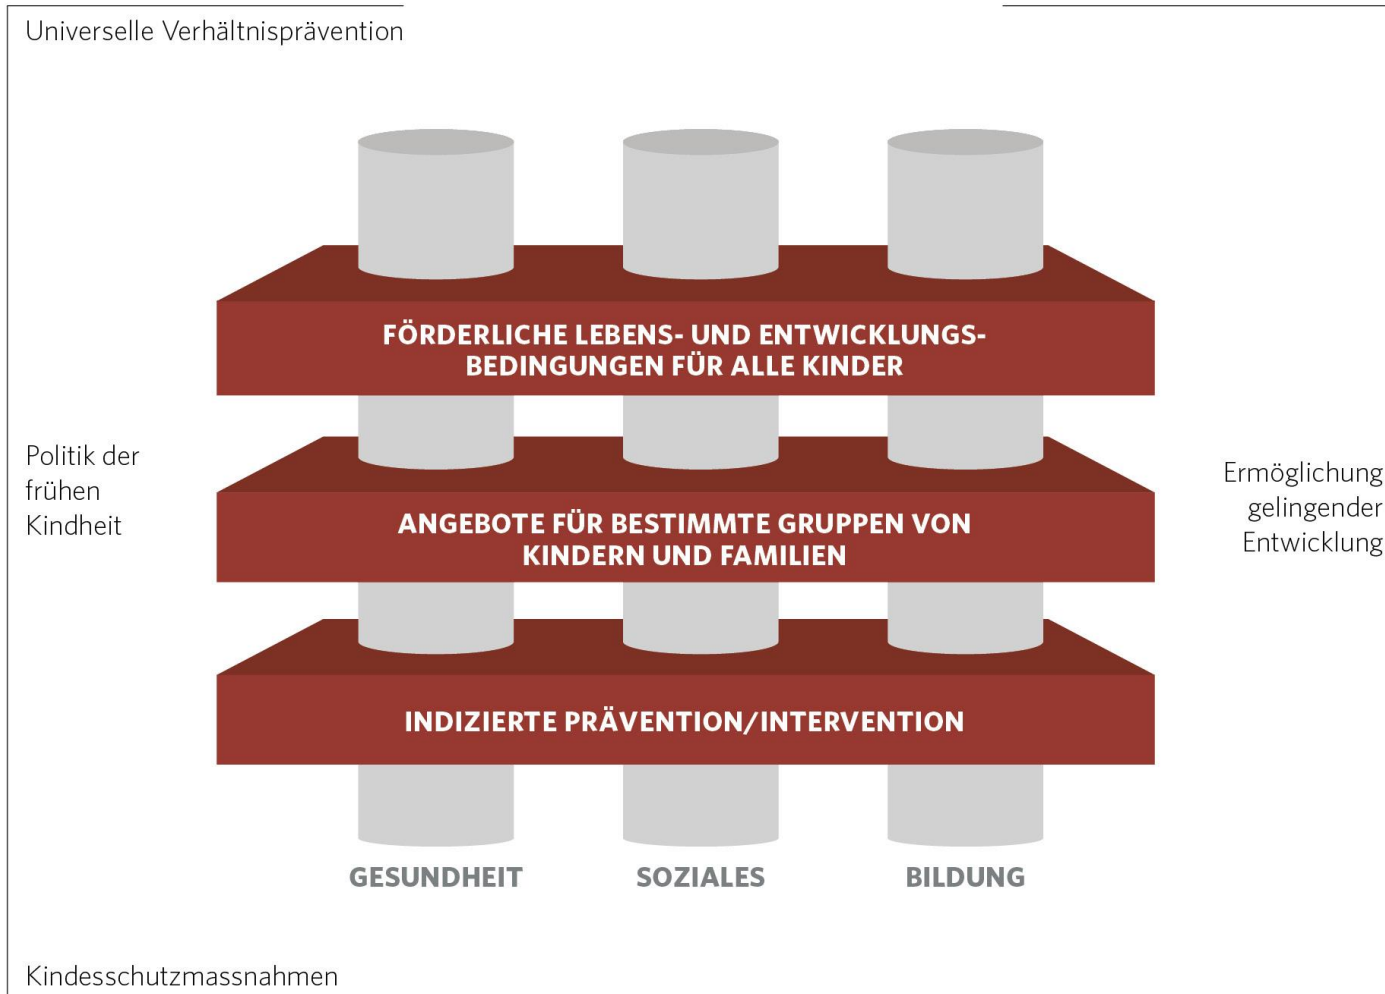 Universelle Verhältnisprävention
FÖRDERLICHE LEBENS- UND ENTWICKLUNGS-
BEDINGUNGEN FÜR ALLE KINDER
Politik der
frühen
Kindheit
ANGEBOTE FÜR BESTIMMTE GRUPPEN VON
KINDERN UND FAMILIEN
Ermöglichung
gelingender
Entwicklung
INDIZIERTE PRÄVENTION/INTERVENTION
GESUNDHEIT
SOZIALES
BILDUNG
Kindesschutzmassnahmen